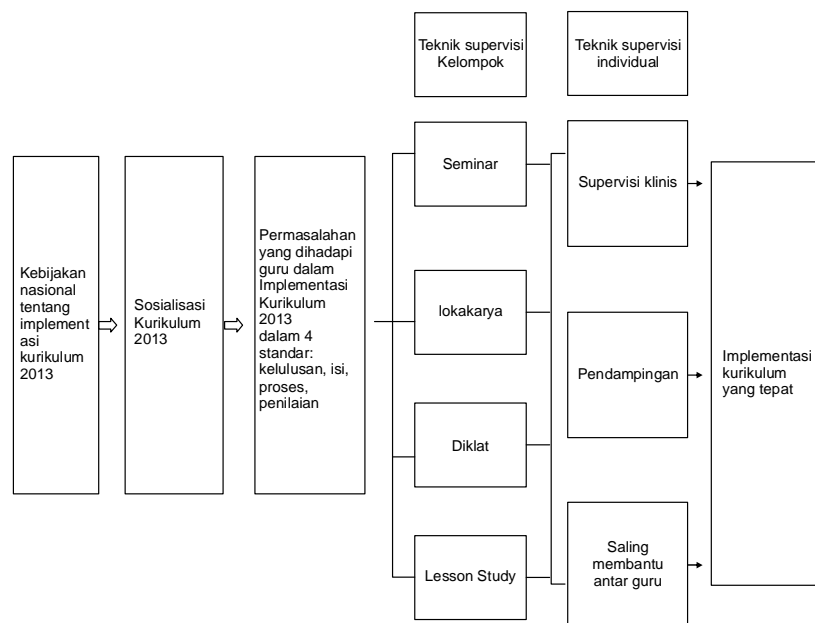 Teknik supervisi
Kelompok
Teknik supervisi
individual
Kebijakan
nasional
tentang
implement
asi
kurikulum
2013
Sosialisasi
Kurikulum
2013
Permasalahan
yang dihadapi
guru dalam
Implementasi
Kurikulum
2013
dalam 4
standar:
kelulusan, isi,
proses,
penilaian
Seminar
lokakarya
Diklat
Lesson Study
Supervisi klinis
Pendampingan
Saling
membantu
antar guru
Implementasi
kurikulum
yang tepat